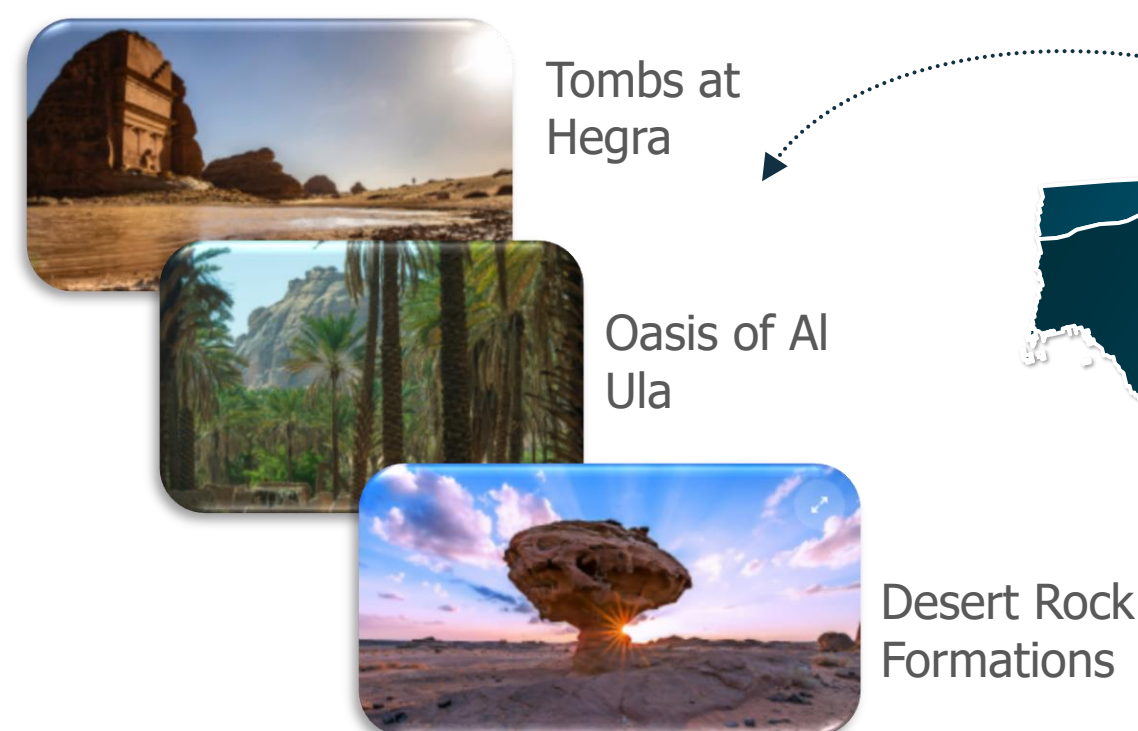 Tombs at
Hegra
Oasis of Al
Ula
Desert Rock
Formations